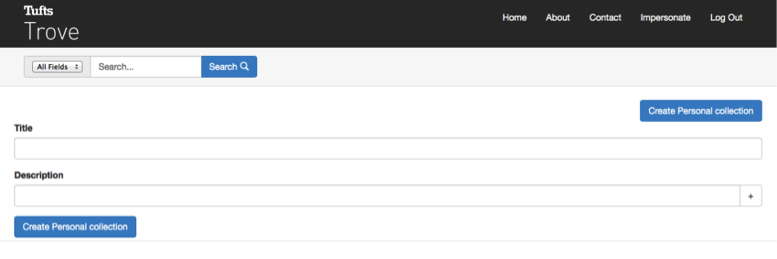 Tufts
Trove
Home About Contact Impersonate Log Out
All Fields Search... Search
Create Personal collection
Title
Description
+
Create Personal collection